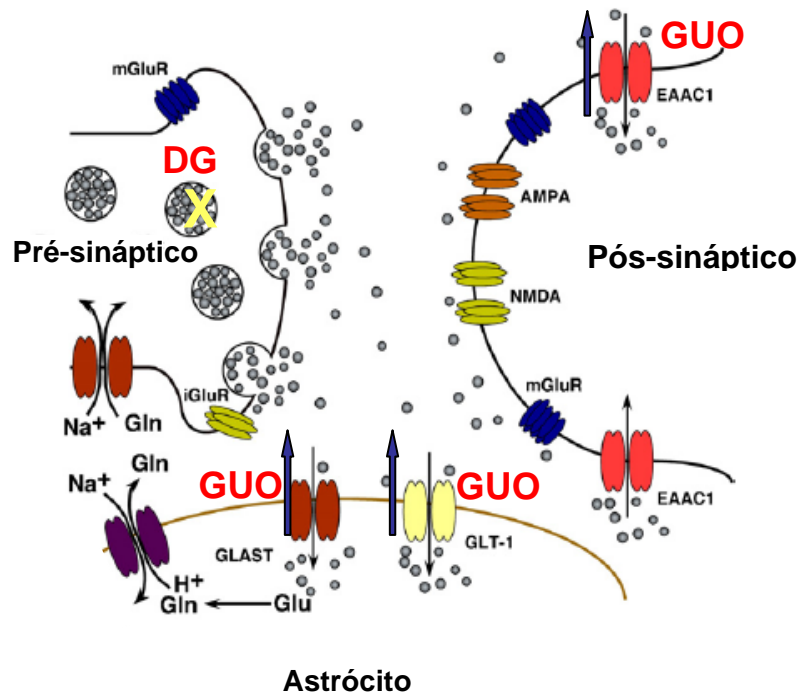 GUO
mGluR
EAAC1
DG
X
AMPA
Pré-sináptico
Pós-sináptico
NMDA
mGluR
iGluR
Na+ Gln
Gln
Na+
GUO
GUO
EAAC1
GLAST
GLT-1
H+
Gln
Glu
Astrócito